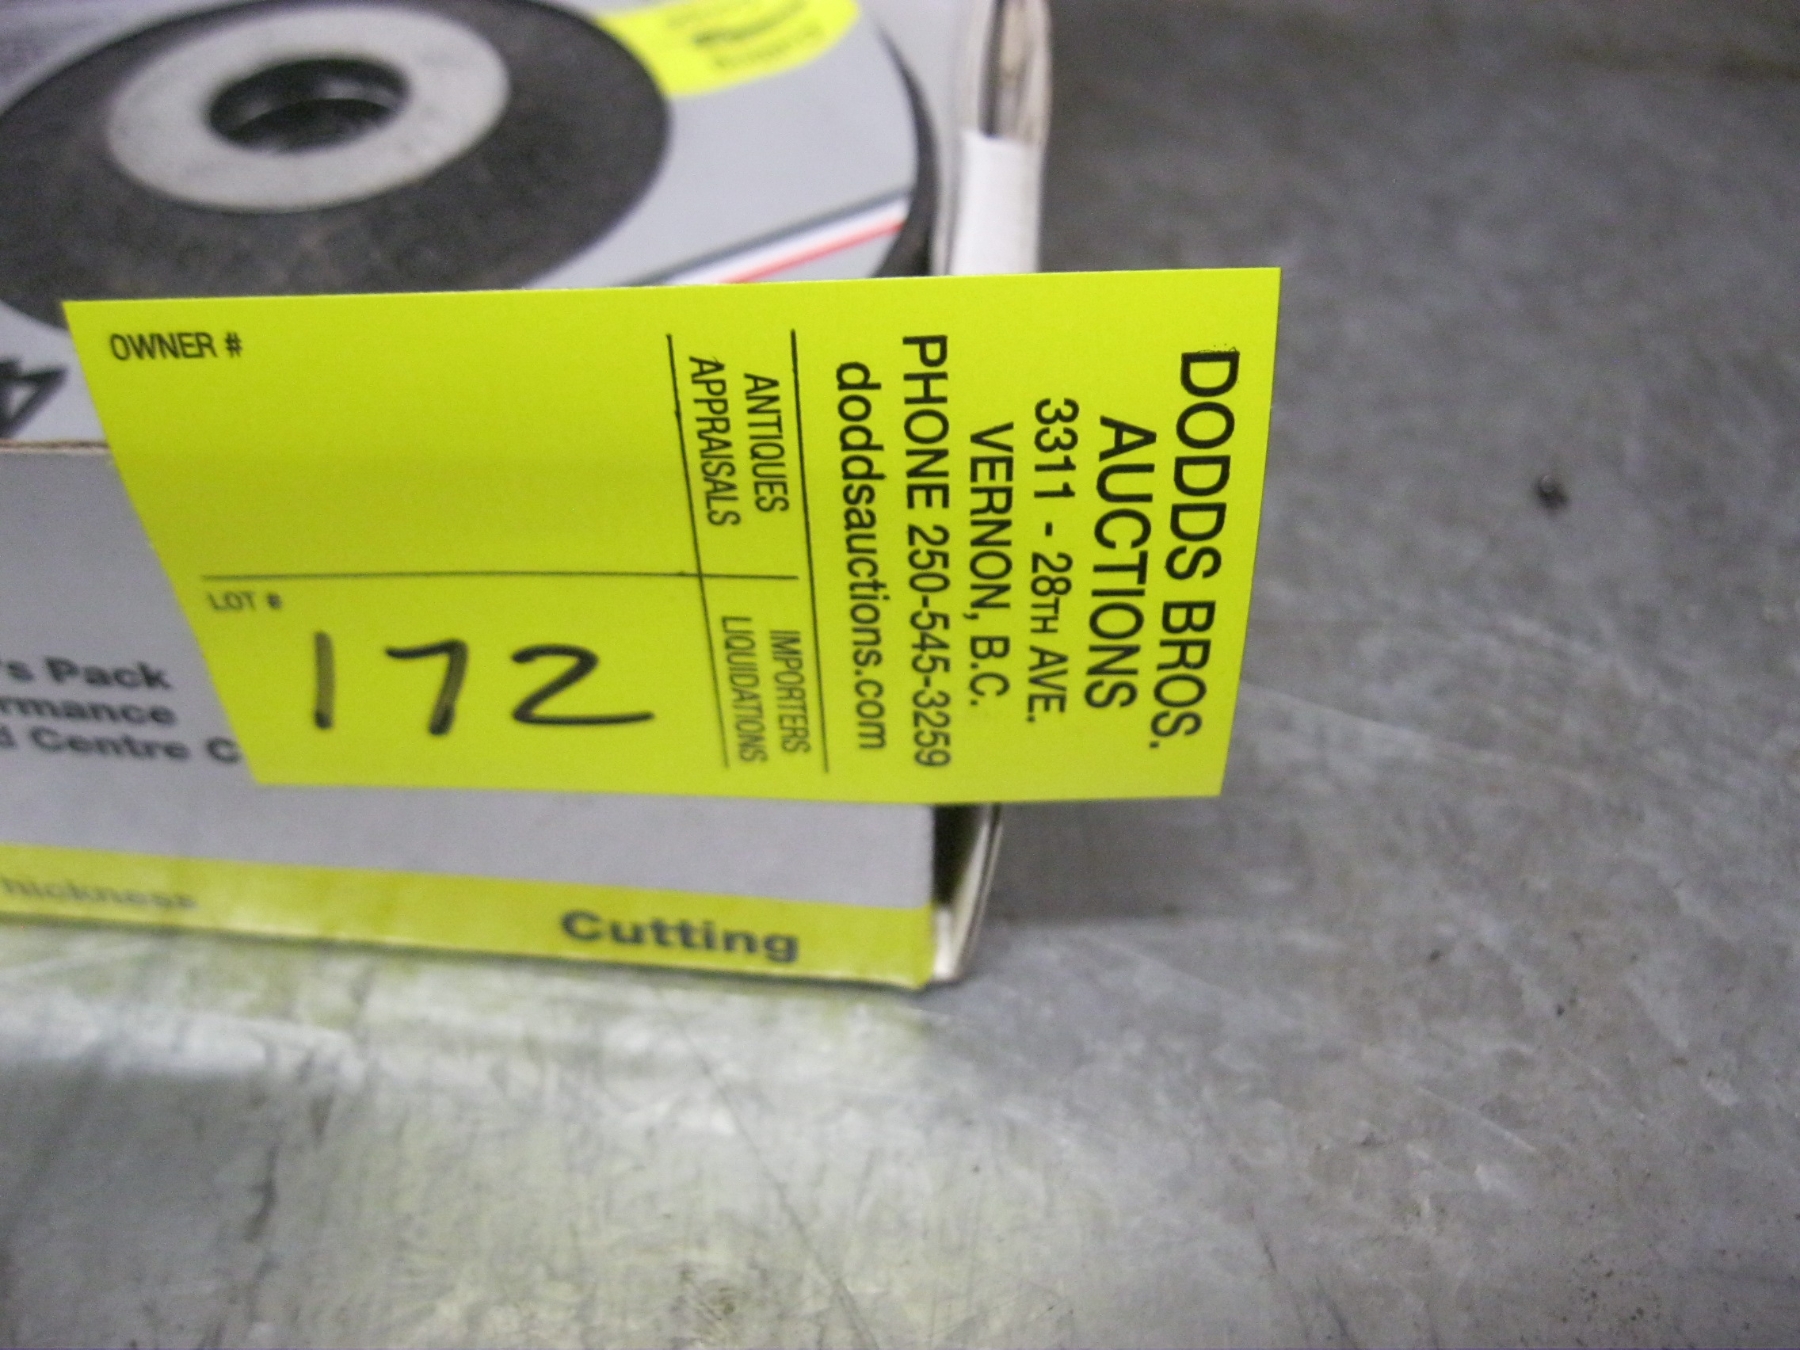 DODDS BROS.
AUCTIONS
3311 - 28TH AVE.
VERNON, B.C.
PHONE 250-545-3259
doddsauctions.com
ANTIQUES
APPRAISALS
IMPORTERS
LIQUIDATIONS
OWNER #
LOT #
172
's Pack
rmance
d Centre C
hickness
Cutting